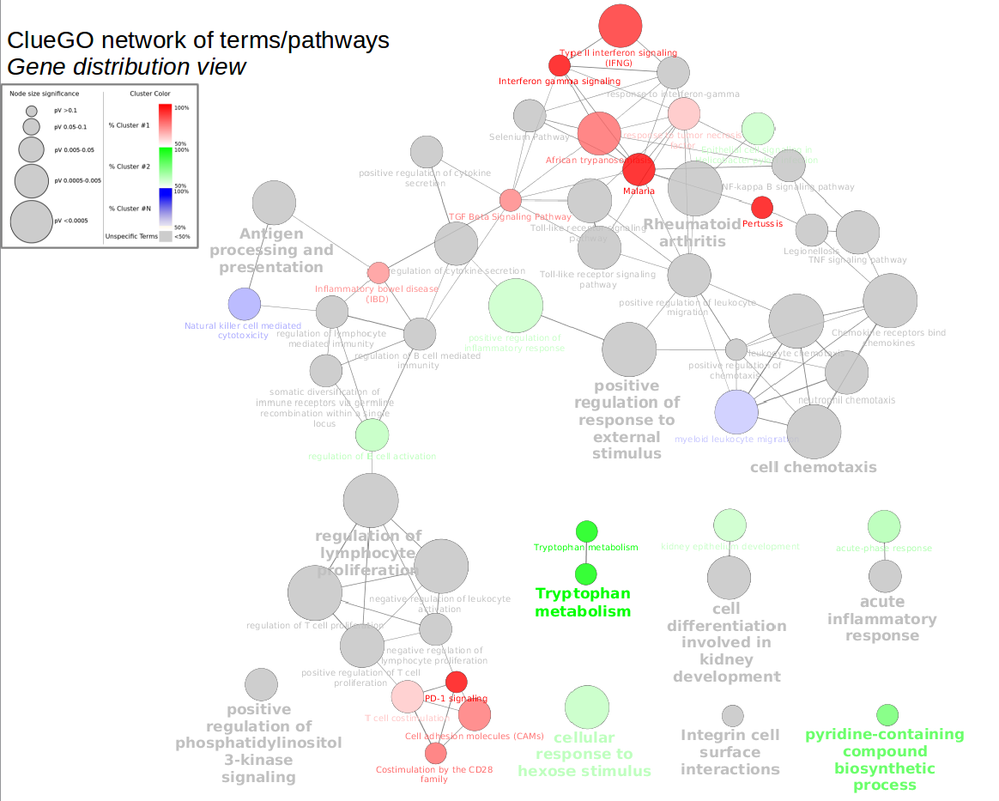 ClueGO network of terms/pathways
Gene distribution view
Node size significance
Cluster Color
pV >0.1
pV 0.05-0.1
pV 0.005-0.05
pV 0.0005-0.005
pV <0.0005
100%
% Cluster #1
50%
100%
% Cluster #2
50%
100%
% Cluster #N
50%
Unspecific Terms
<50%
Type II interferon signaling
(IFNG)
Interferon gamma signaling
response to interferon-gamma
Selenium Pathway
response to tumor necrosis
factor
Epithelial cell signaling in
African trypanosomiasis
Malaria
positive regulation of cytokine
secretion
NF-kappa B signaling pathway
TGF Beta Signaling Pathway
Pertussis
Toll-like receptor signaling
pathway
Rheumatoid
arthritis
Antigen
processing and
presentation
Legionellosis
TNF signaling pathway
regulation of cytokine secretion
Toll-like receptor signaling
pathway
Inflammatory bowel disease
(IBD)
positive regulation of leukocyte
migration
Natural killer cell mediated
cytotoxicity
regulation of lymphocyte
mediated immunity
Chemokine receptors bind
chemokines
positive regulation of
inflammatory response
regulation of B cell mediated
immunity
leukocyte chemotaxis
positive regulation of
chemotaxis
positive
regulation of
response to
external
stimulus
somatic diversification of
immune receptors via germline
recombination within a single
locus
neutrophil chemotaxis
myeloid leukocyte migration
regulation of B cell activation
cell chemotaxis
regulation of
lymphocyte
proliferation
Tryptophan metabolism
kidney epithelium development
acute-phase response
Tryptophan
metabolism
negative regulation of leukocyte
activation
cell
differentiation
involved in
kidney
development
acute
inflammatory
response
regulation of T cell proliferation
negative regulation of
lymphocyte proliferation
positive regulation of T cell
proliferation
PD-1 signaling
T cell costimulation
Cell adhesion molecules (CAMs)
Costimulation by the CD28
family
positive
regulation of
phosphatidylinositol
3-kinase
signaling
cellular
response to
hexose stimulus
Integrin cell
surface
interactions
pyridine-containing
compound
biosynthetic
process